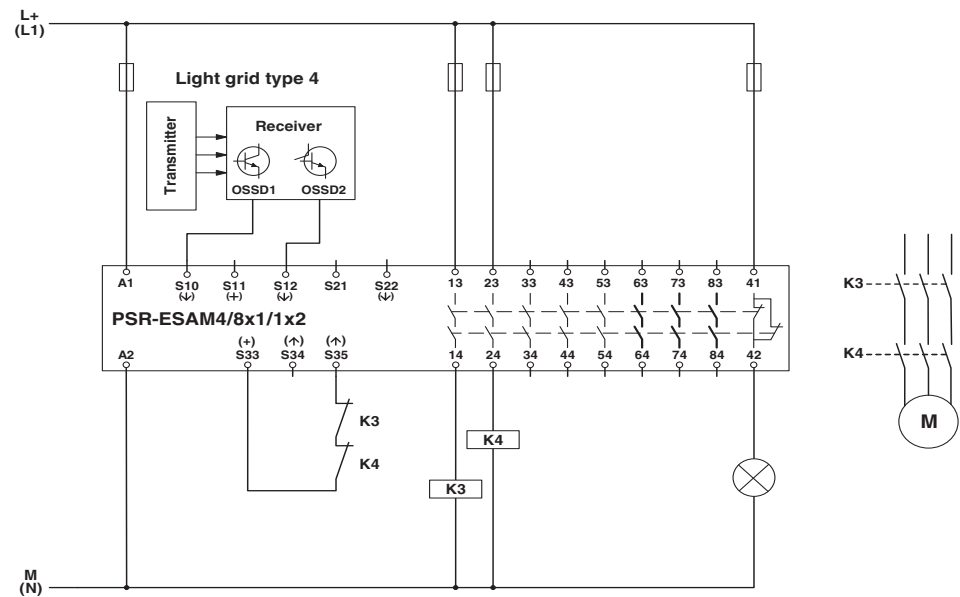 L+
(L1)
Light grid type 4
Transmitter
Receiver
OSSD1 OSSD2
A1 S10 S11 S12 S21 S22 13 23 33 43 53 63 73 83 41
(↓) (+) (↓) (↓)
PSR-ESAM4/8x1/1x2
(+) (↑) (↑)
A2 S33 S34 S35 14 24 34 44 54 64 74 84 42
K3
K4
K4
K3
K3
K4
M
M
(N)